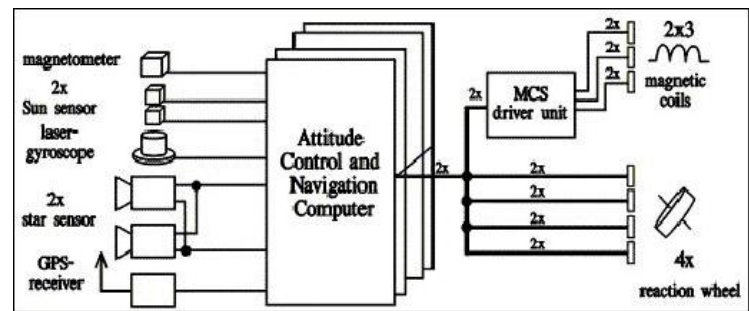 magnetometer
2x
Sun sensor
laser-
gyroscope
2x
star sensor
GPS-
receiver
Attitude
Control and
Navigation
Computer
2x
2x
MCS
driver unit
2x
2x
2x
2x3
magnetic
coils
2x
2x
2x
2x
4x
reaction wheel